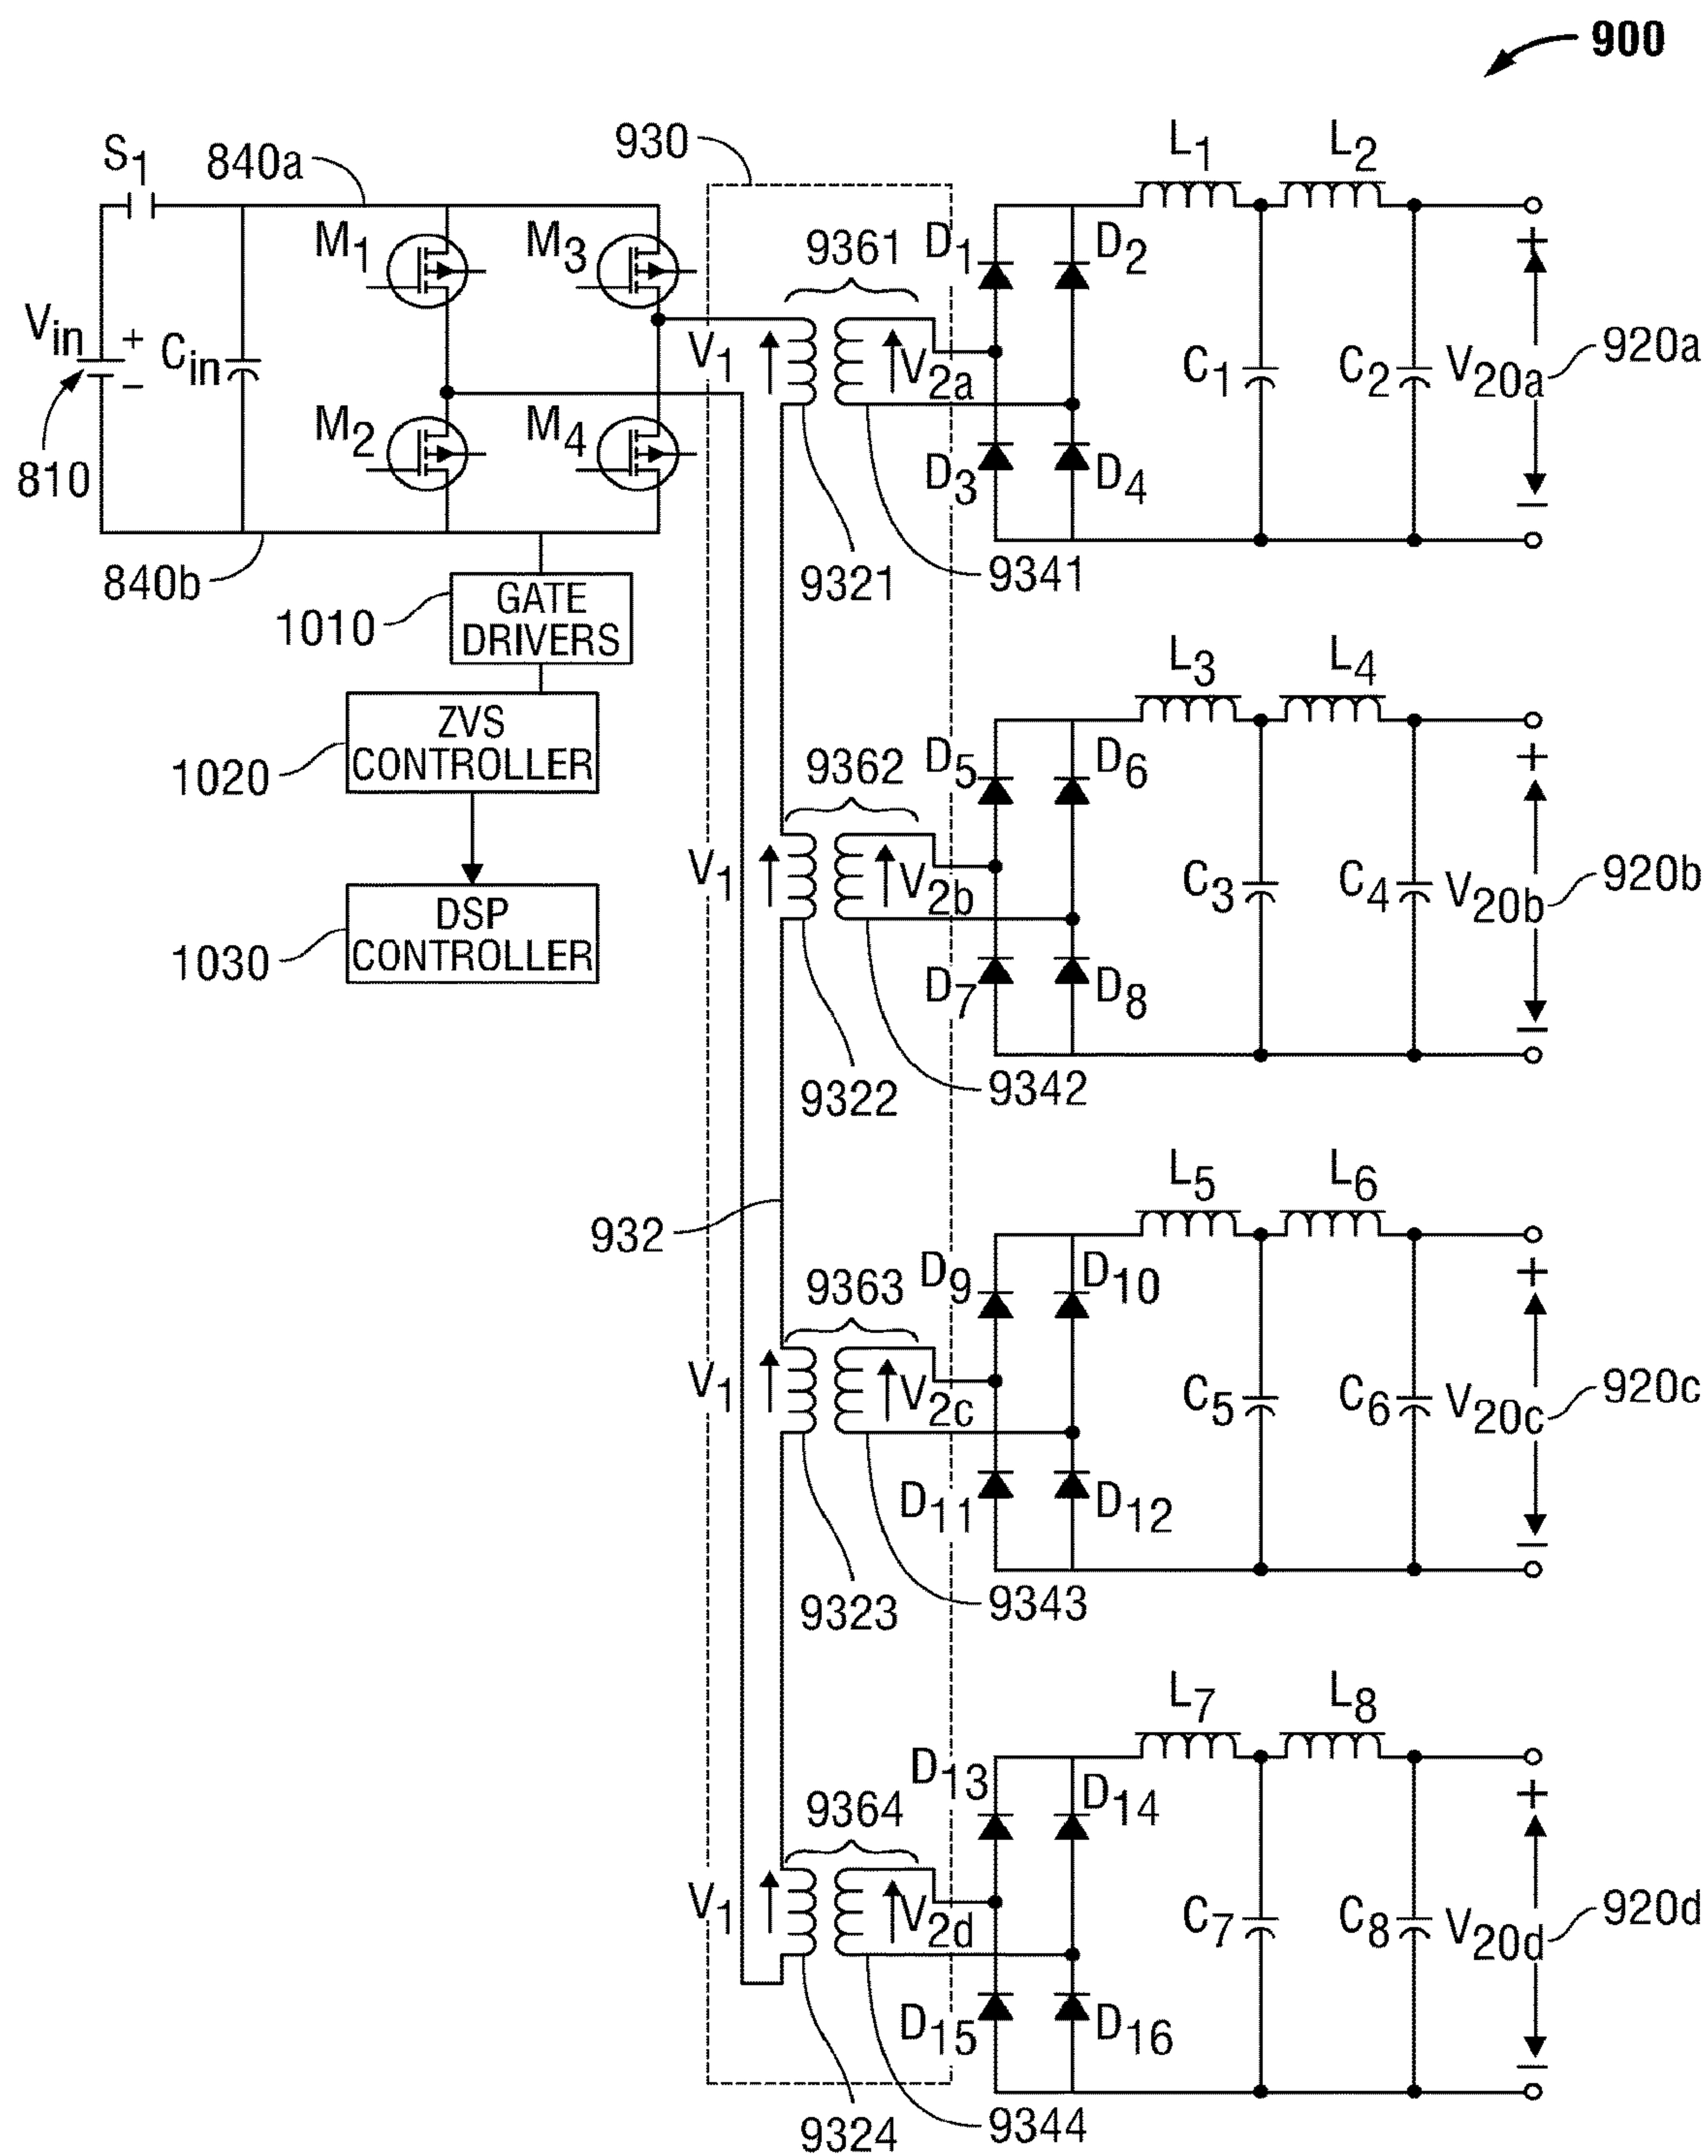 900
S1
840a
930
L1
L2
M1
M3
9361
D1
D2
+
Vin
+
Cin
V1
V2a
C1
C2
V20a
920a
−
M2
M4
810
D3
D4
−
840b
9321
9341
1010
GATE
DRIVERS
L3
L4
ZVS
CONTROLLER
1020
9362
D5
D6
+
V1
V2b
C3
C4
V20b
920b
DSP
CONTROLLER
1030
D7
D8
−
9322
9342
932
L5
L6
9363
D9
D10
+
V1
V2c
C5
C6
V20c
920c
D11
D12
−
9323
9343
L7
L8
9364
D13
D14
+
V1
V2d
C7
C8
V20d
920d
D15
D16
−
9324
9344